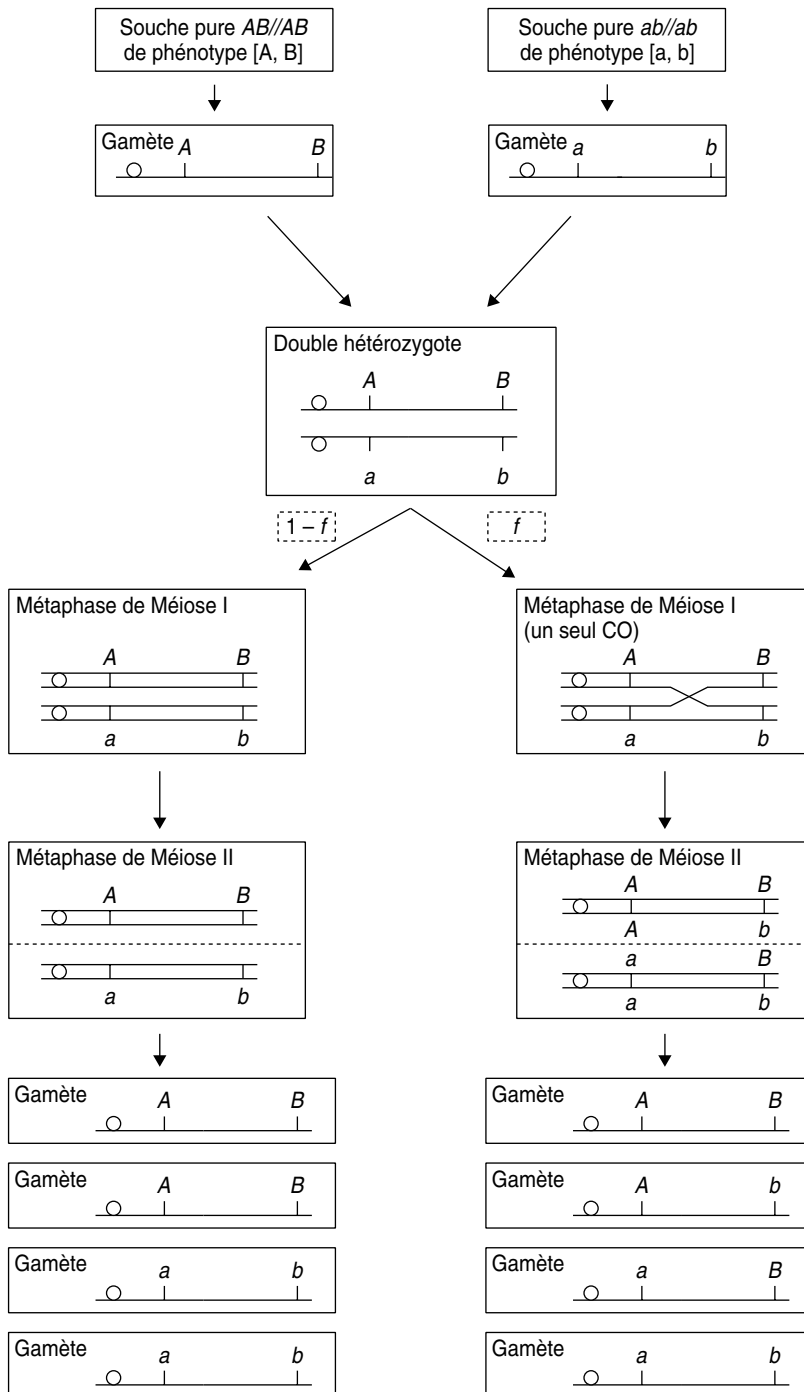 Souche pure AB//AB
de phénotype [A, B]
Souche pure ab//ab
de phénotype [a, b]
Gamète A B
Gamète a b
Double hétérozygote
A B
a b
1 – f
f
Métaphase de Méiose I
A B
a b
Métaphase de Méiose I
(un seul CO)
A B
a b
Métaphase de Méiose II
A B
a b
Métaphase de Méiose II
A B
A b
a B
a b
Gamète A B
Gamète A B
Gamète a b
Gamète a b
Gamète A B
Gamète A b
Gamète a B
Gamète a b